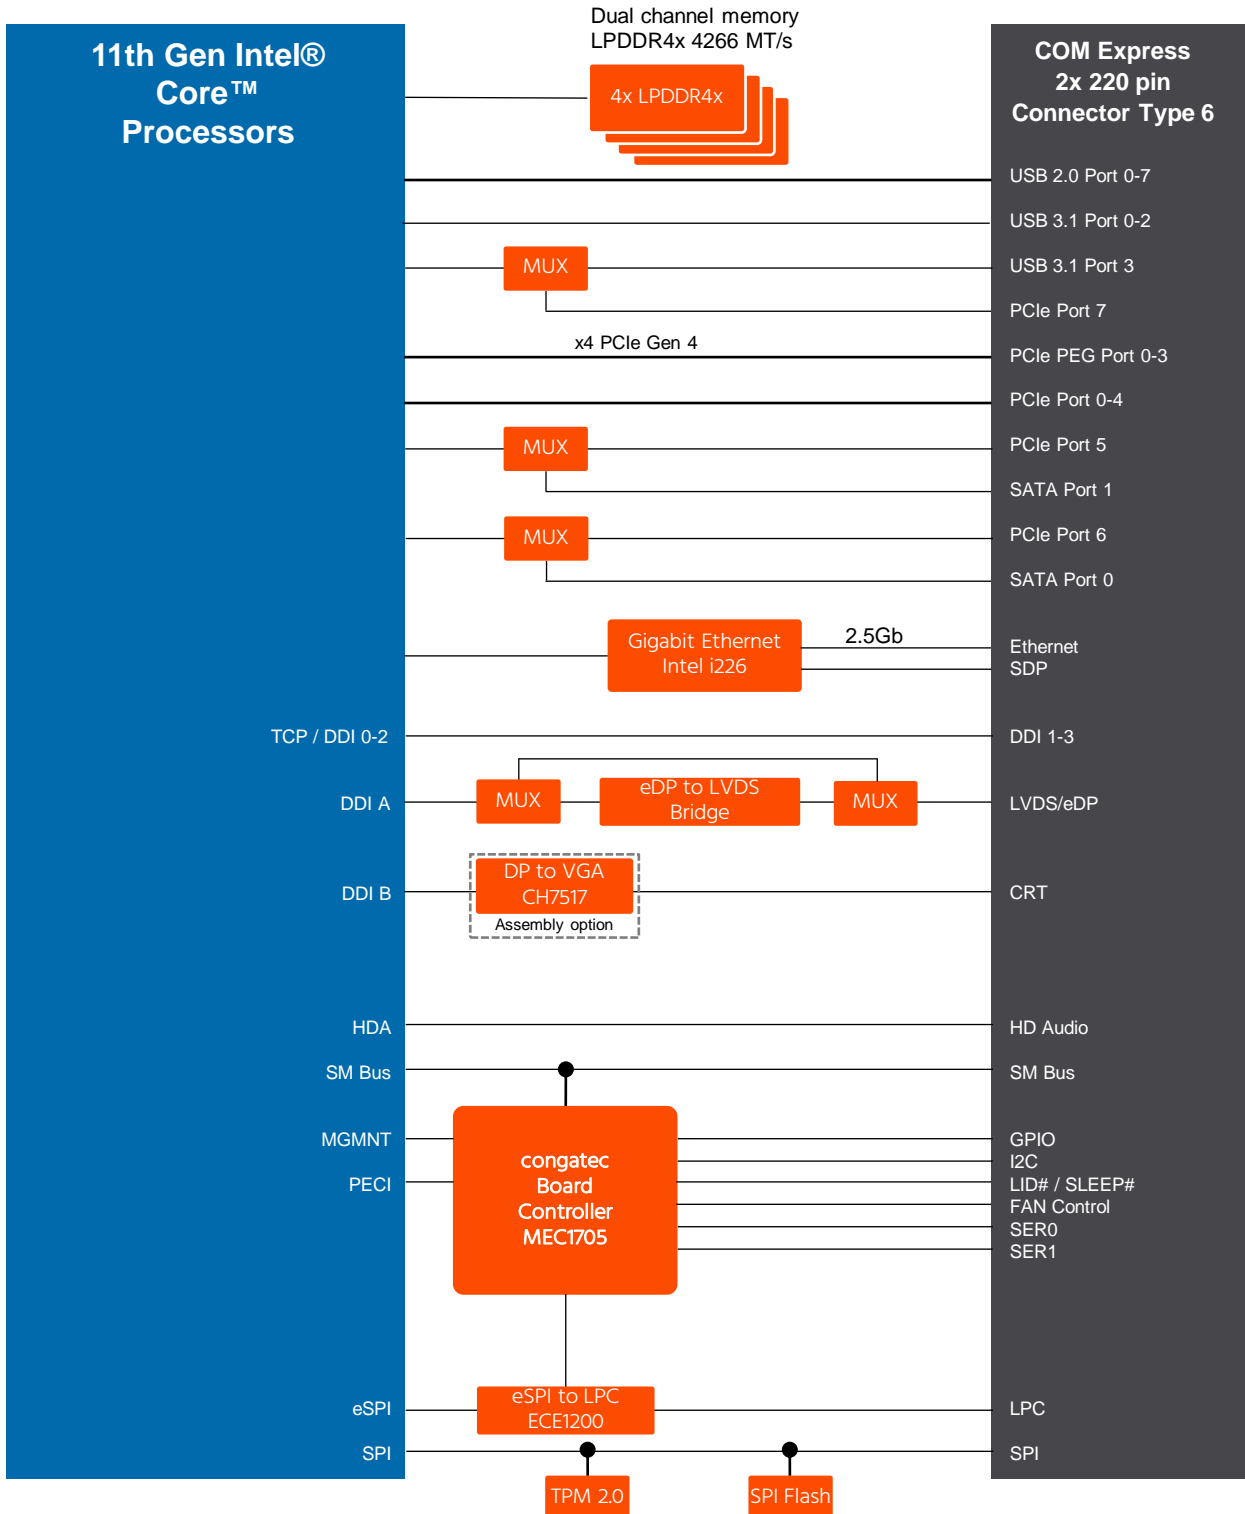 Dual channel memory
LPDDR4x 4266 MT/s
11th Gen Intel®
Core™
Processors
4x LPDDR4x
COM Express
2x 220 pin
Connector Type 6
USB 2.0 Port 0-7
USB 3.1 Port 0-2
MUX
USB 3.1 Port 3
PCIe Port 7
x4 PCIe Gen 4
PCIe PEG Port 0-3
PCIe Port 0-4
MUX
PCIe Port 5
SATA Port 1
MUX
PCIe Port 6
SATA Port 0
Gigabit Ethernet
Intel i226
2.5Gb
Ethernet
SDP
TCP / DDI 0-2
DDI 1-3
DDI A
MUX
eDP to LVDS
Bridge
MUX
LVDS/eDP
DDI B
DP to VGA
CH7517
Assembly option
CRT
HDA
HD Audio
SM Bus
SM Bus
MGMNT
PECI
congatec
Board
Controller
MEC1705
GPIO
I2C
LID# / SLEEP#
FAN Control
SER0
SER1
eSPI
eSPI to LPC
ECE1200
LPC
SPI
SPI
TPM 2.0
SPI Flash